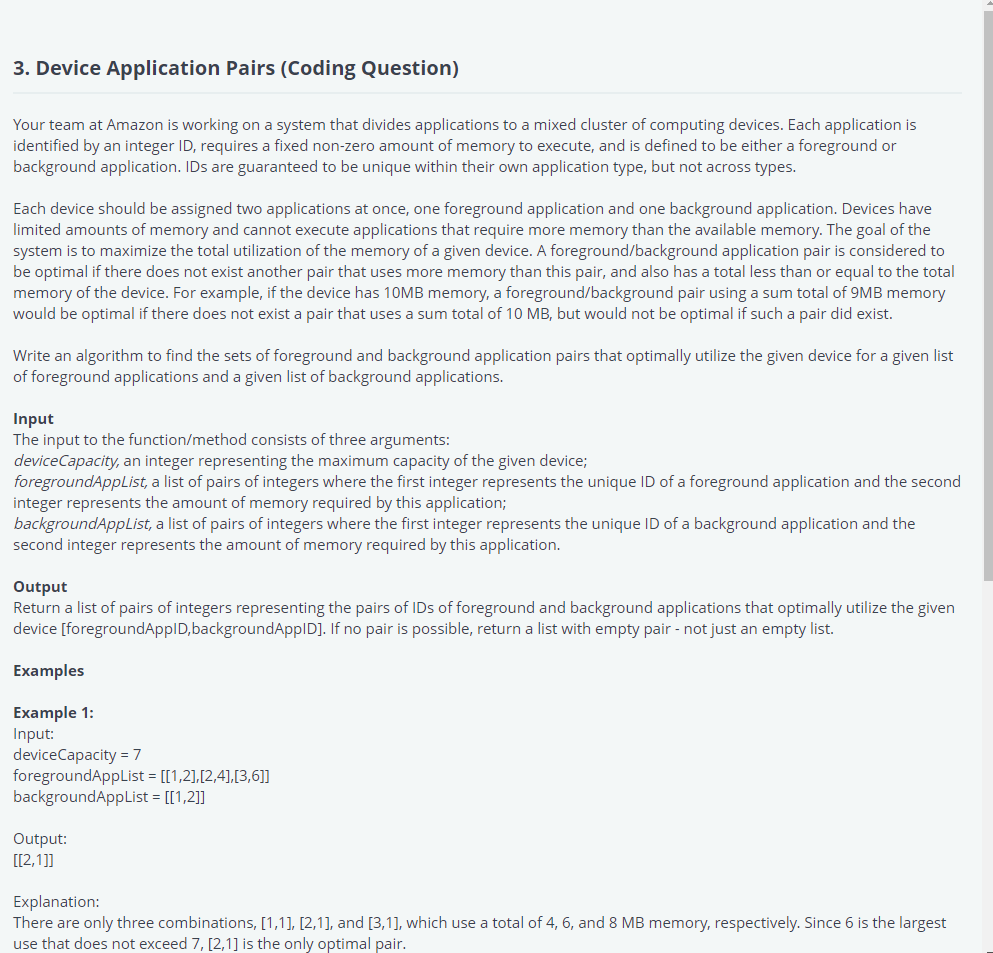 3. Device Application Pairs (Coding Question)
Your team at Amazon is working on a system that divides applications to a mixed cluster of computing devices. Each application is
identified by an integer ID, requires a fixed non-zero amount of memory to execute, and is defined to be either a foreground or
background application. IDs are guaranteed to be unique within their own application type, but not across types.
Each device should be assigned two applications at once, one foreground application and one background application. Devices have
limited amounts of memory and cannot execute applications that require more memory than the available memory. The goal of the
system is to maximize the total utilization of the memory of a given device. A foreground/background application pair is considered to
be optimal if there does not exist another pair that uses more memory than this pair, and also has a total less than or equal to the total
memory of the device. For example, if the device has 10MB memory, a foreground/background pair using a sum total of 9MB memory
would be optimal if there does not exist a pair that uses a sum total of 10 MB, but would not be optimal if such a pair did exist.
Write an algorithm to find the sets of foreground and background application pairs that optimally utilize the given device for a given list
of foreground applications and a given list of background applications.
Input
The input to the function/method consists of three arguments:
deviceCapacity, an integer representing the maximum capacity of the given device;
foregroundAppList, a list of pairs of integers where the first integer represents the unique ID of a foreground application and the second
integer represents the amount of memory required by this application;
backgroundAppList, a list of pairs of integers where the first integer represents the unique ID of a background application and the
second integer represents the amount of memory required by this application.
Output
Return a list of pairs of integers representing the pairs of IDs of foreground and background applications that optimally utilize the given
device [foregroundAppID,backgroundAppID]. If no pair is possible, return a list with empty pair - not just an empty list.
Examples
Example 1:
Input:
deviceCapacity = 7
foregroundAppList = [[1,2],[2,4],[3,6]]
backgroundAppList = [[1,2]]
Output:
[[2,1]]
Explanation:
There are only three combinations, [1,1], [2,1], and [3,1], which use a total of 4, 6, and 8 MB memory, respectively. Since 6 is the largest
use that does not exceed 7, [2,1] is the only optimal pair.